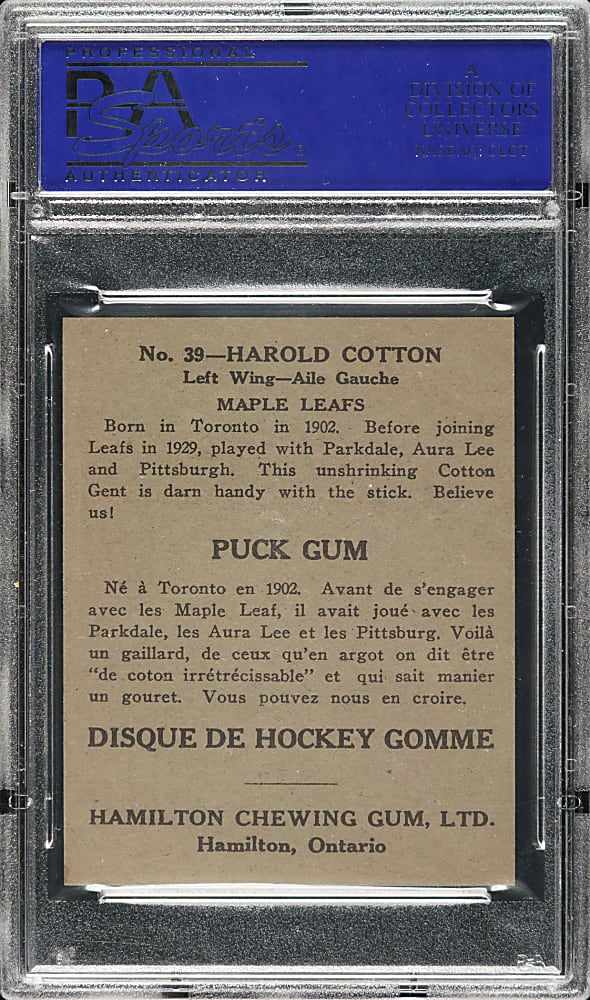 PROFESSIONAL
PSA
Sports®
AUTHENTICATOR
A
DIVISION OF
COLLECTORS
UNIVERSE
NASDAQ: CLCT
No. 39—HAROLD COTTON
Left Wing—Aile Gauche
MAPLE LEAFS
Born in Toronto in 1902. Before joining
Leafs in 1929, played with Parkdale, Aura Lee
and Pittsburgh. This unshrinking Cotton
Gent is darn handy with the stick. Believe
us!
PUCK GUM
Né à Toronto en 1902. Avant de s'engager
avec les Maple Leaf, il avait joué avec les
Parkdale, les Aura Lee et les Pittsburg. Voilà
un gaillard, de ceux qu'en argot on dit être
"de coton irrétrécissable" et qui sait manier
un gouret. Vous pouvez nous en croire.
DISQUE DE HOCKEY GOMME
HAMILTON CHEWING GUM, LTD.
Hamilton, Ontario
PSA